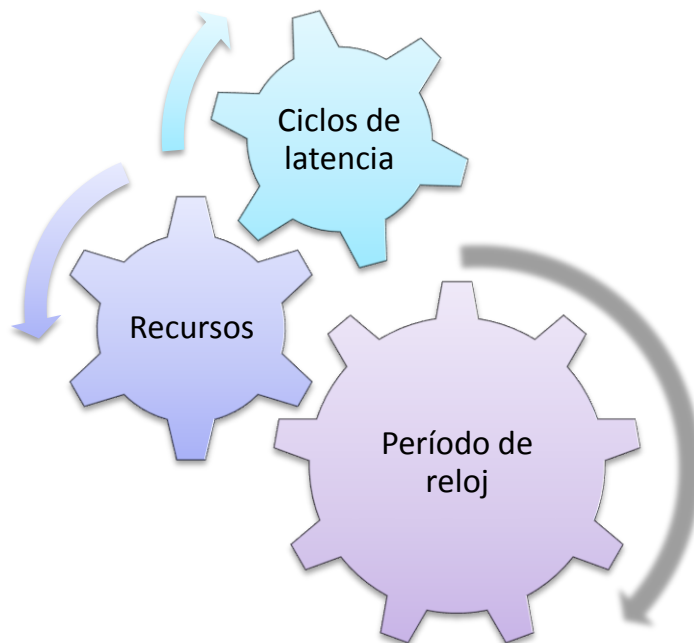 Ciclos de
latencia
Recursos
Período de
reloj